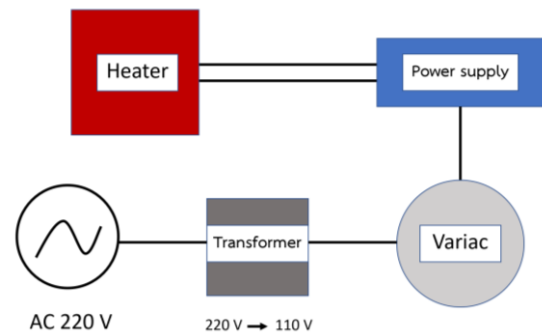 Heater
Power supply
Transformer
Variac
AC 220 V
220 V → 110 V